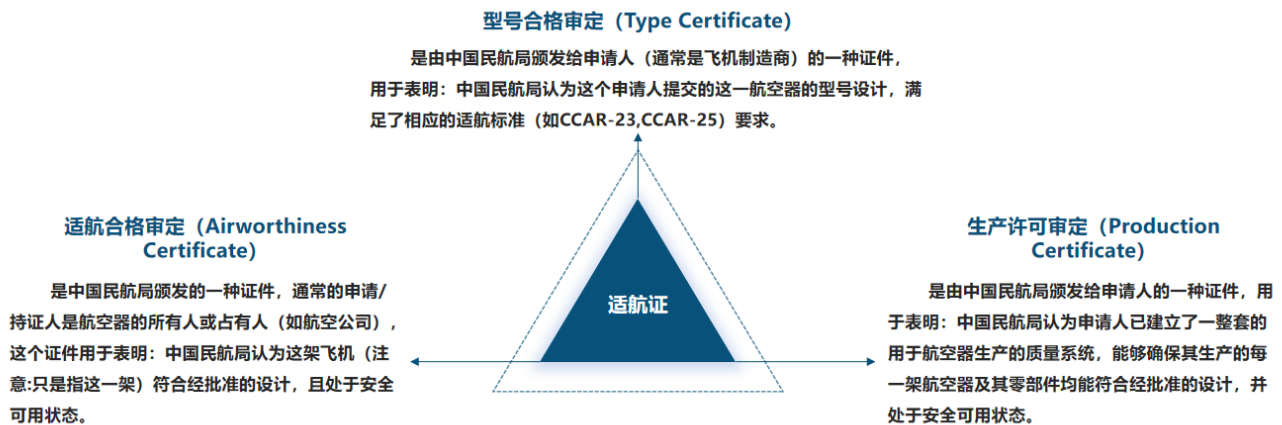 型号合格审定（Type Certificate）
是由中国民航局颁发给申请人（通常是飞机制造商）的一种证件，
用于表明：中国民航局认为这个申请人提交的这一航空器的型号设计，满
足了相应的适航标准（如CCAR-23,CCAR-25）要求。
适航合格审定（Airworthiness
Certificate）
是中国民航局颁发的一种证件，通常的申请/
持证人是航空器的所有人或占有人（如航空公司），
这个证件用于表明：中国民航局认为这架飞机（注
意:只是指这一架）符合经批准的设计，且处于安全
可用状态。
适航证
生产许可审定（Production
Certificate）
是由中国民航局颁发给申请人的一种证件，用
于表明：中国民航局认为申请人已建立了一整套的
用于航空器生产的质量系统，能够确保其生产的每
一架航空器及其零部件均能符合经批准的设计，并
处于安全可用状态。